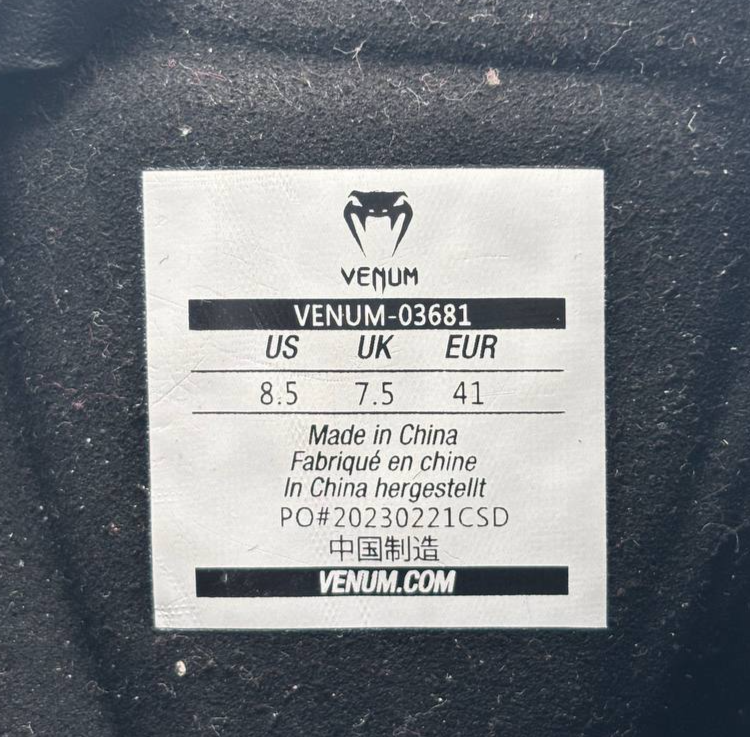 VENUM
VENUM-03681
US UK EUR
8.5 7.5 41
Made in China
Fabriqué en chine
In China hergestellt
PO#20230221CSD
中国制造
VENUM.COM